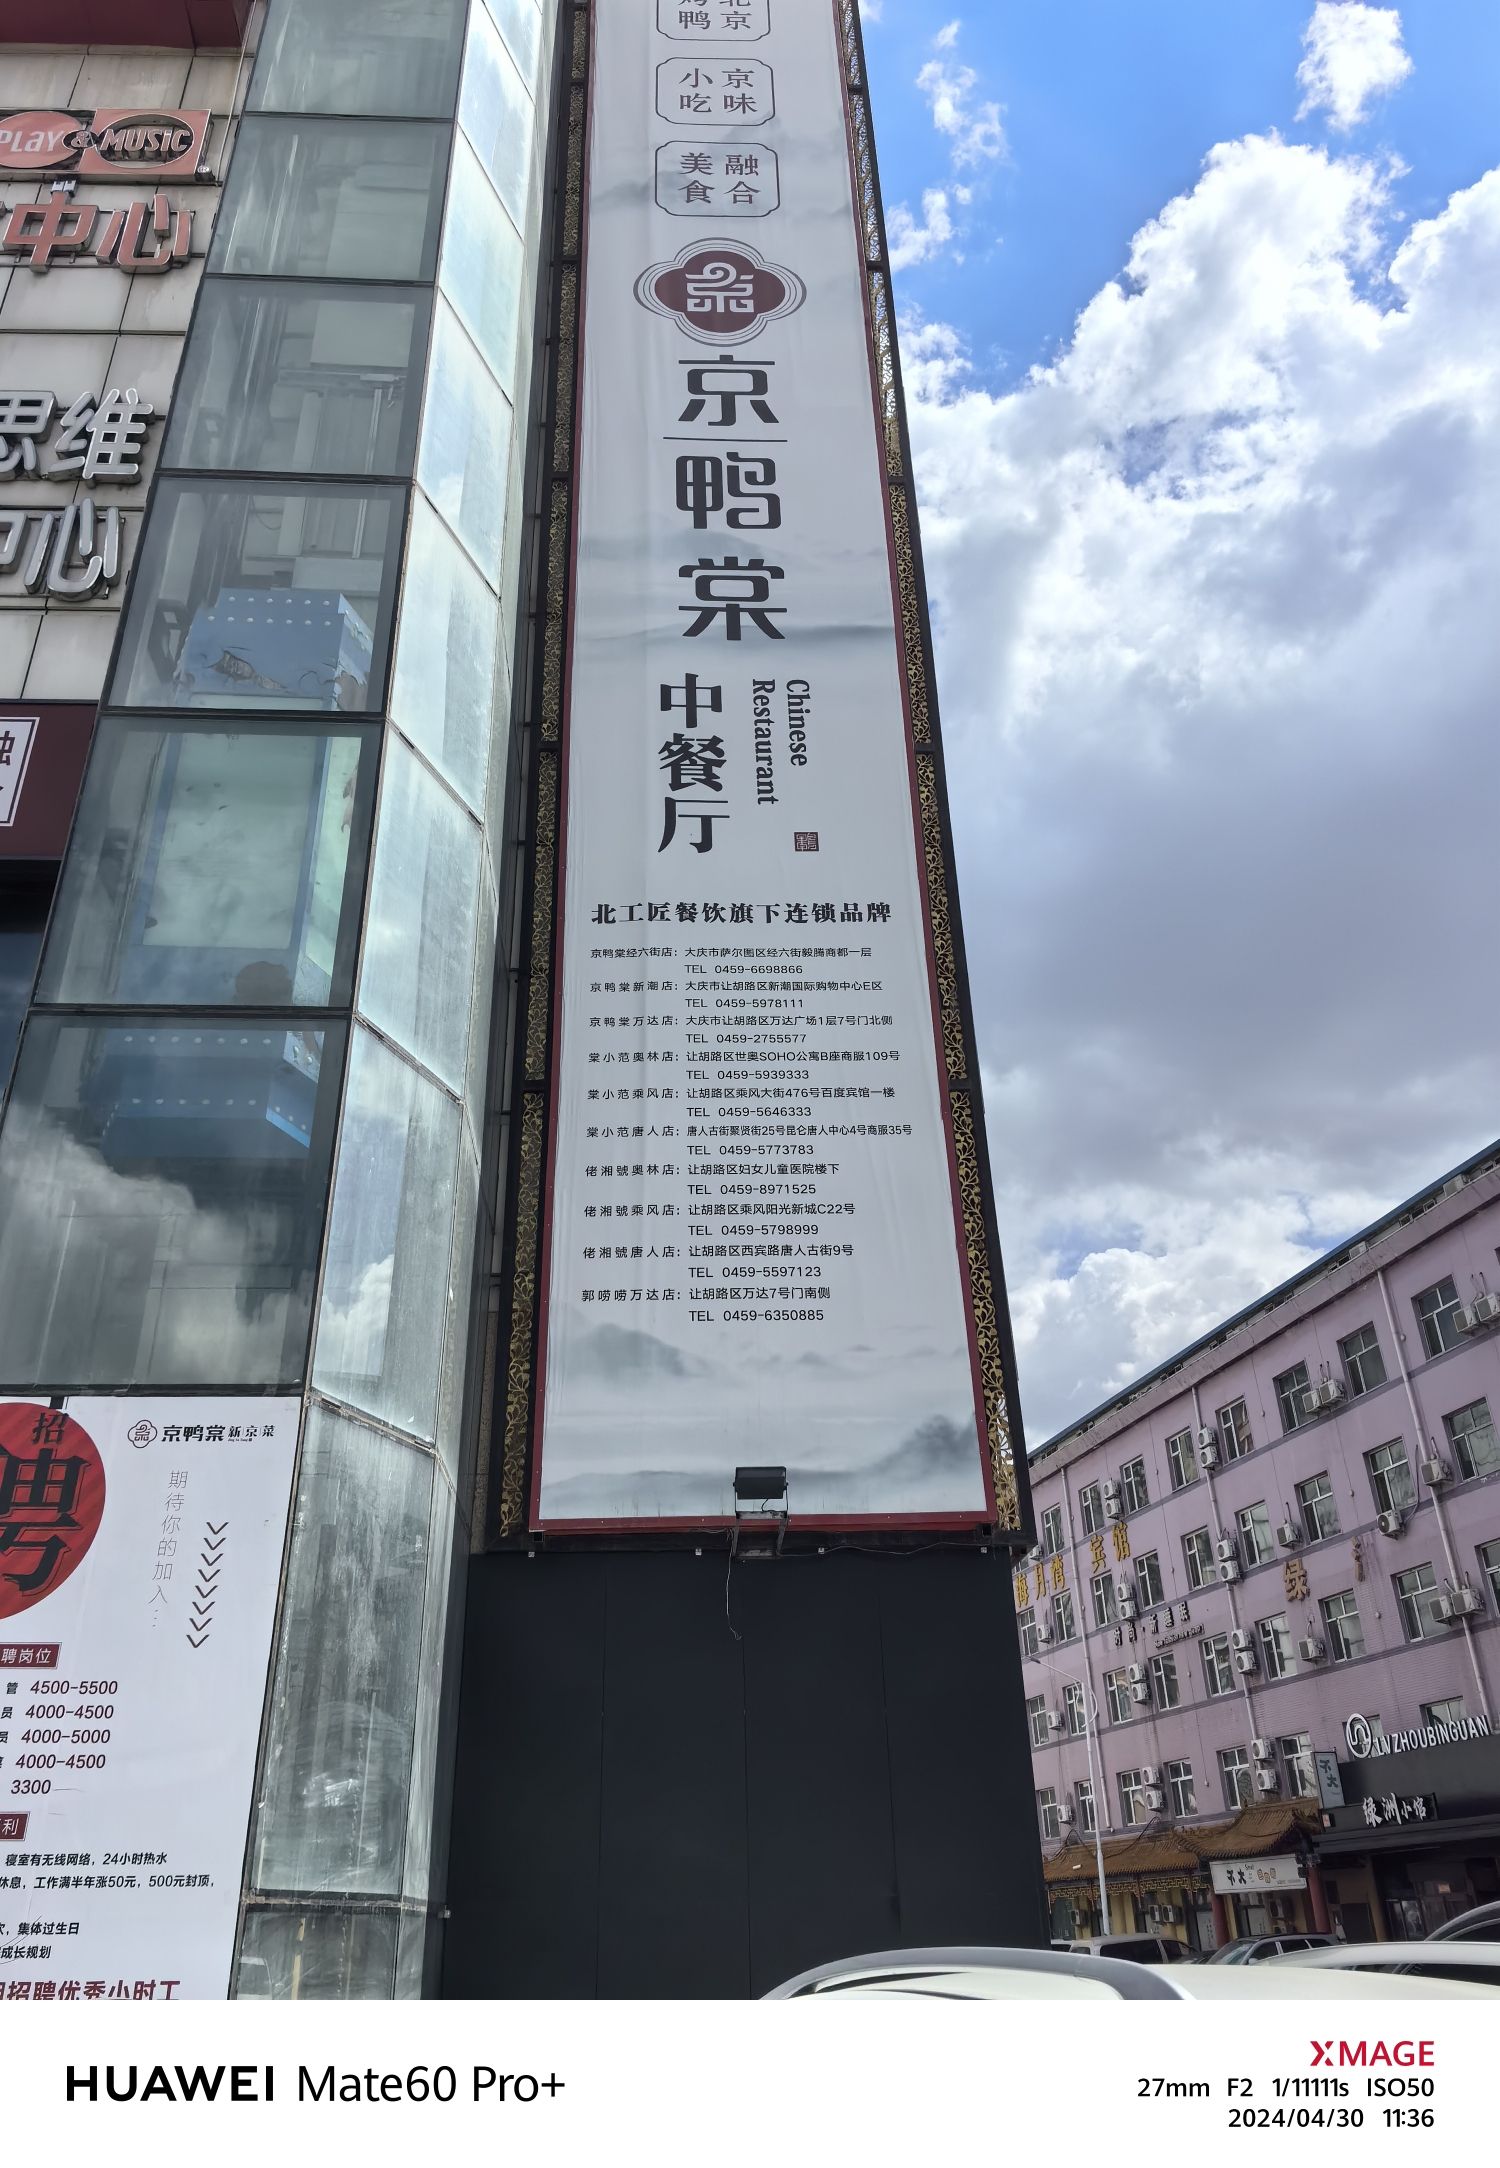 北京
鸭
京味
小吃
融合
美食
京鸭棠
中餐厅
Chinese
Restaurant
北工匠餐饮旗下连锁品牌
京鸭棠经六街店：大庆市萨尔图区经六街毅腾商都一层
TEL 0459-6698866
京鸭棠新潮店：大庆市让胡路区新潮国际购物中心E区
TEL 0459-5978111
京鸭棠万达店：大庆市让胡路区万达广场1层7号门北侧
TEL 0459-2755577
棠小范奥林店：让胡路区世奥SOHO公寓B座商服109号
TEL 0459-5939333
棠小范乘风店：让胡路区乘风大街476号百度宾馆一楼
TEL 0459-5646333
棠小范唐人店：唐人古街聚贤街25号昆仑唐人中心4号商服35号
TEL 0459-5773783
佬湘號奥林店：让胡路区妇女儿童医院楼下
TEL 0459-8971525
佬湘號乘风店：让胡路区乘风阳光新城C22号
TEL 0459-5798999
佬湘號唐人店：让胡路区西宾路唐人古街9号
TEL 0459-5597123
郭唠唠万达店：让胡路区万达7号门南侧
TEL 0459-6350885
PLAY & MUSIC
中心
思维
中心
招
聘
京鸭棠 新京菜
期待你的加入...
聘岗位
管 4500-5500
员 4000-4500
员 4000-5000
4000-4500
3300
利
寝室有无线网络，24小时热水
休息，工作满半年涨50元，500元封顶，
集体过生日
成长规划
招聘优秀小时工
宾馆
绿
LVZHOUBINGUAN
绿洲小馆
HUAWEI Mate60 Pro+
XMAGE
27mm F2 1/11111s ISO50
2024/04/30 11:36